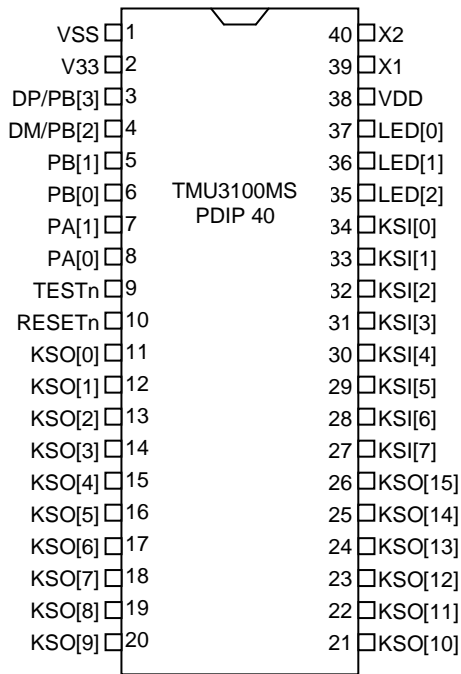 VSS 1 40 X2
V33 2 39 X1
DP/PB[3] 3 38 VDD
DM/PB[2] 4 37 LED[0]
PB[1] 5 36 LED[1]
PB[0] 6 TMU3100MS 35 LED[2]
PA[1] 7 PDIP 40 34 KSI[0]
PA[0] 8 33 KSI[1]
TESTn 9 32 KSI[2]
RESETn 10 31 KSI[3]
KSO[0] 11 30 KSI[4]
KSO[1] 12 29 KSI[5]
KSO[2] 13 28 KSI[6]
KSO[3] 14 27 KSI[7]
KSO[4] 15 26 KSO[15]
KSO[5] 16 25 KSO[14]
KSO[6] 17 24 KSO[13]
KSO[7] 18 23 KSO[12]
KSO[8] 19 22 KSO[11]
KSO[9] 20 21 KSO[10]